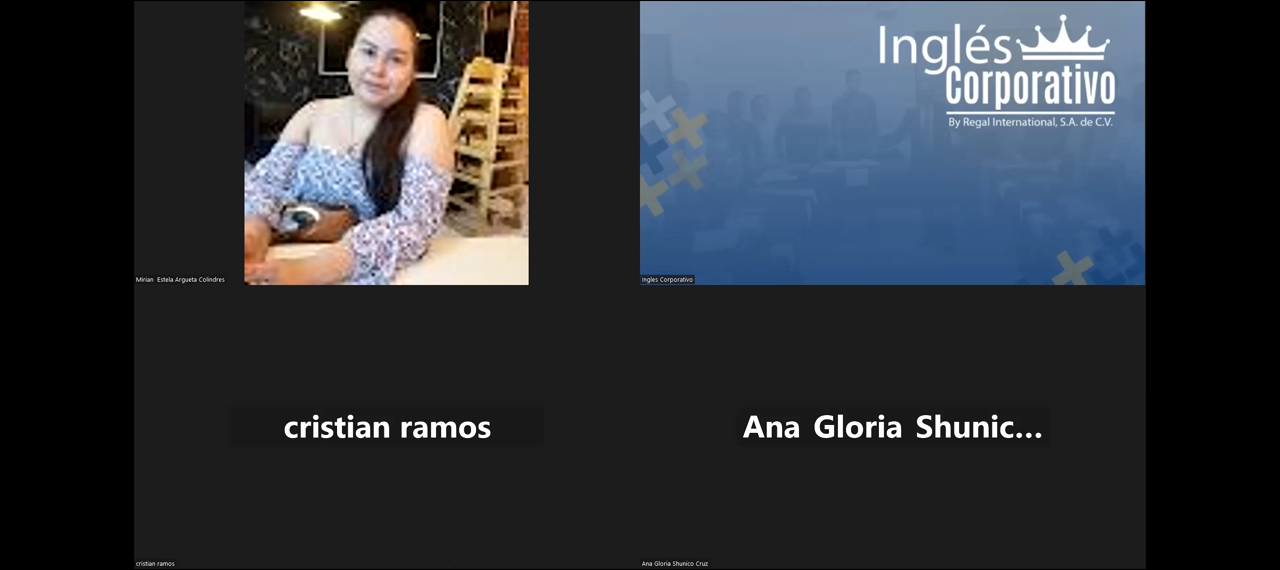 Inglés
Corporativo
By Regal International, S.A. de C.V.
Mirian Estela Argueta Colindres
Ingles Corporativo
cristian ramos
Ana Gloria Shunic...
cristian ramos
Ana Gloria Shunico Cruz